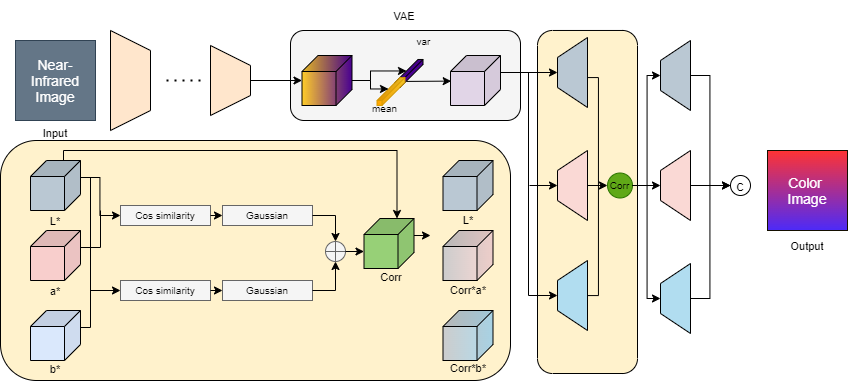 VAE
Near-
Infrared
Image
Input
var
mean
Corr
C
Color
Image
Output
L*
Cos similarity
Gaussian
L*
a*
Corr
Corr*a*
Cos similarity
Gaussian
b*
Corr*b*